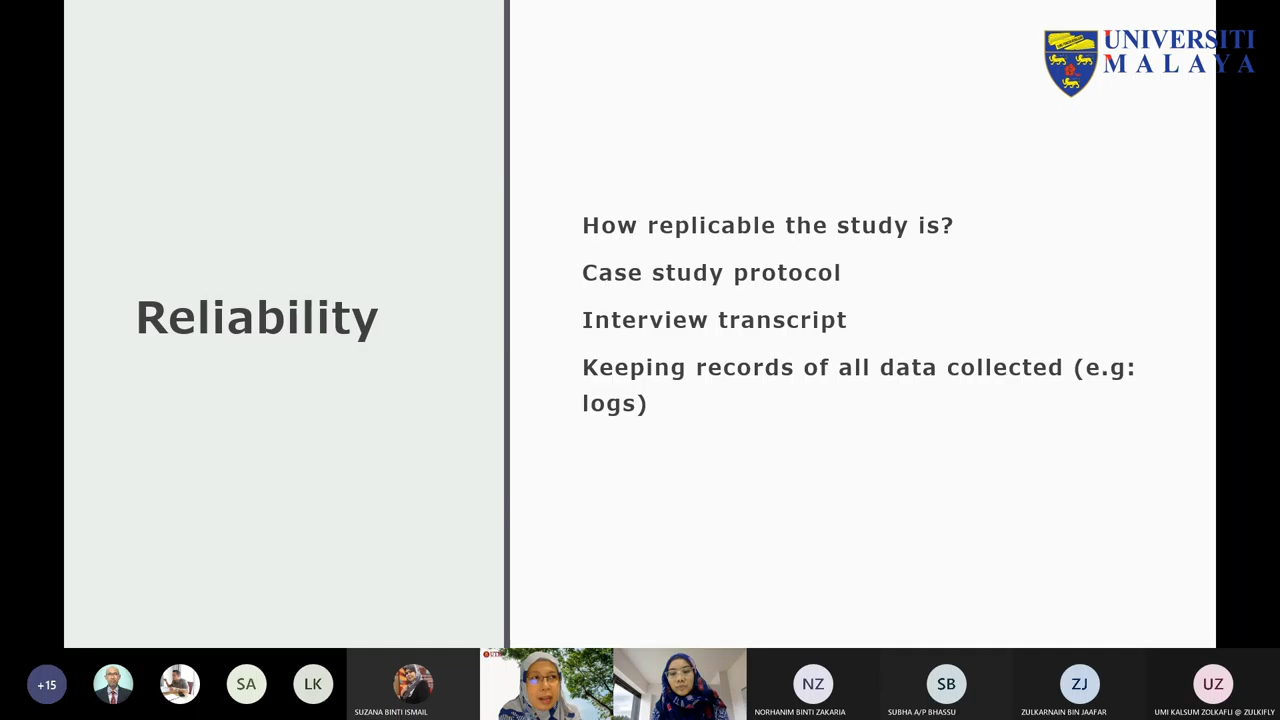 UNIVERSITI
MALAYA
Reliability
How replicable the study is?
Case study protocol
Interview transcript
Keeping records of all data collected (e.g:
logs)
+15
SA
LK
SUZANA BINTI ISMAIL
NZ
NORHANIM BINTI ZAKARIA
SB
SUBHA A/P BHASSU
ZJ
ZULKARNAIN BIN JAAFAR
UZ
UMI KALSUM ZOLKAFLI @ ZULKIFLY